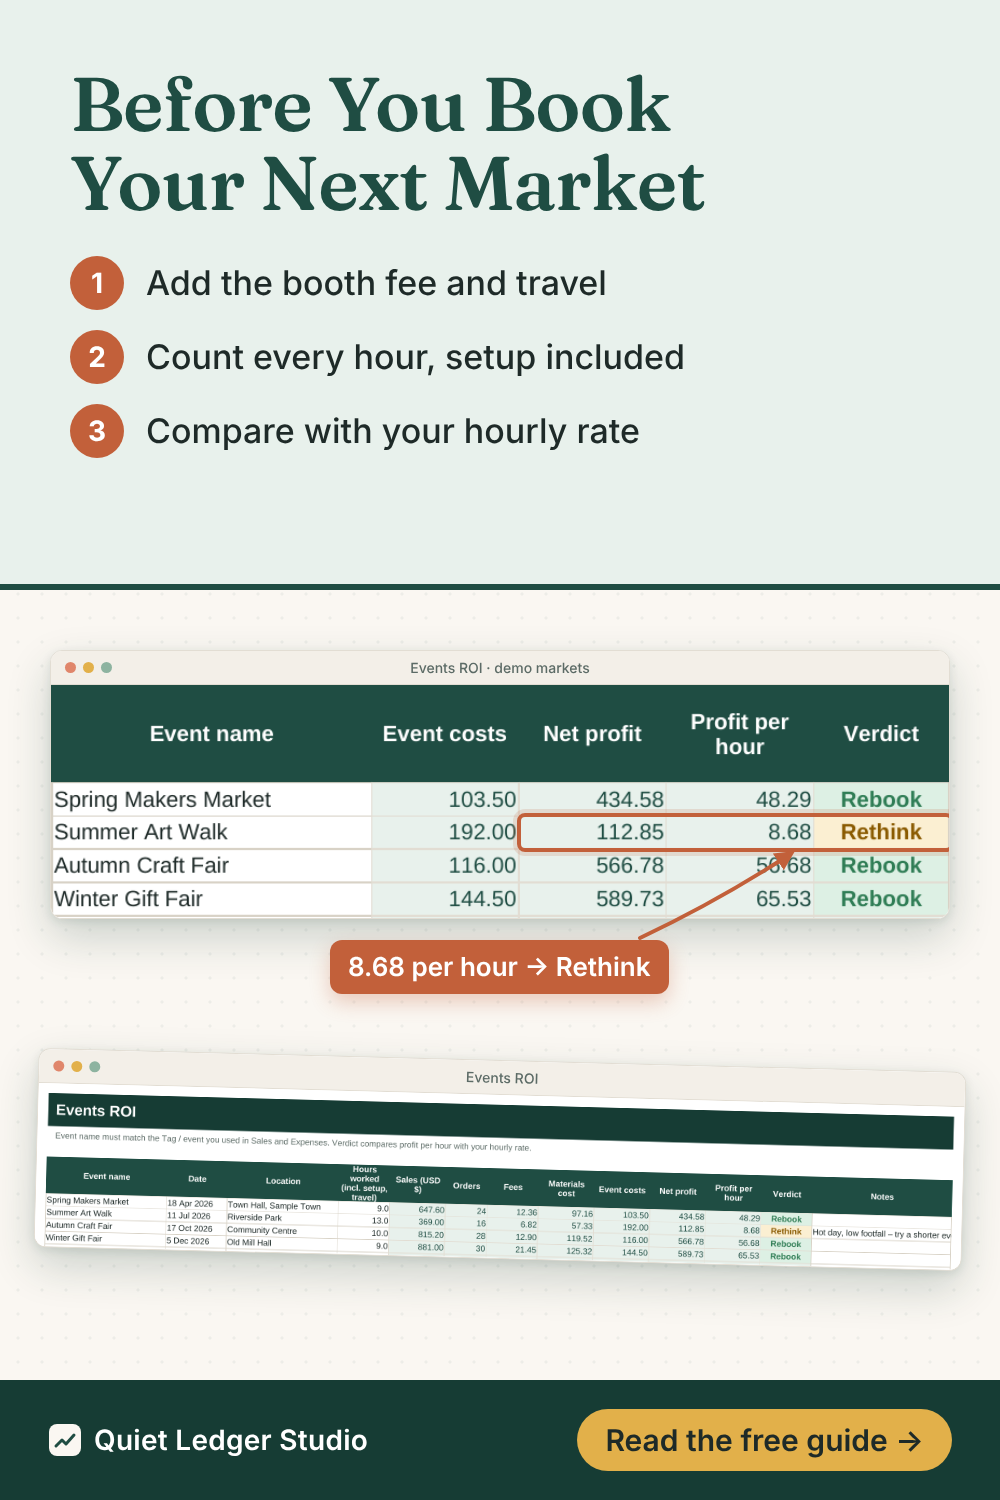 Before You Book
Your Next Market
1 Add the booth fee and travel
2 Count every hour, setup included
3 Compare with your hourly rate
Events ROI · demo markets
Event name Event costs Net profit Profit per hour Verdict
Spring Makers Market 103.50 434.58 48.29 Rebook
Summer Art Walk 192.00 112.85 8.68 Rethink
Autumn Craft Fair 116.00 566.78 56.68 Rebook
Winter Gift Fair 144.50 589.73 65.53 Rebook
8.68 per hour → Rethink
Events ROI
Events ROI
Event name must match the Tag / event you used in Sales and Expenses. Verdict compares profit per hour with your hourly rate.
Event name Date Location Hours worked (incl. setup, travel) Sales (USD $) Orders Fees Materials cost Event costs Net profit Profit per hour Verdict Notes
Spring Makers Market 18 Apr 2026 Town Hall, Sample Town 9.0 647.60 24 12.36 97.16 103.50 434.58 48.29 Rebook
Summer Art Walk 11 Jul 2026 Riverside Park 13.0 369.00 16 6.82 57.33 192.00 112.85 8.68 Rethink Hot day, low footfall – try a shorter ev
Autumn Craft Fair 17 Oct 2026 Community Centre 10.0 815.20 28 12.90 119.52 116.00 566.78 56.68 Rebook
Winter Gift Fair 5 Dec 2026 Old Mill Hall 9.0 881.00 30 21.45 125.32 144.50 589.73 65.53 Rebook
Quiet Ledger Studio
Read the free guide →